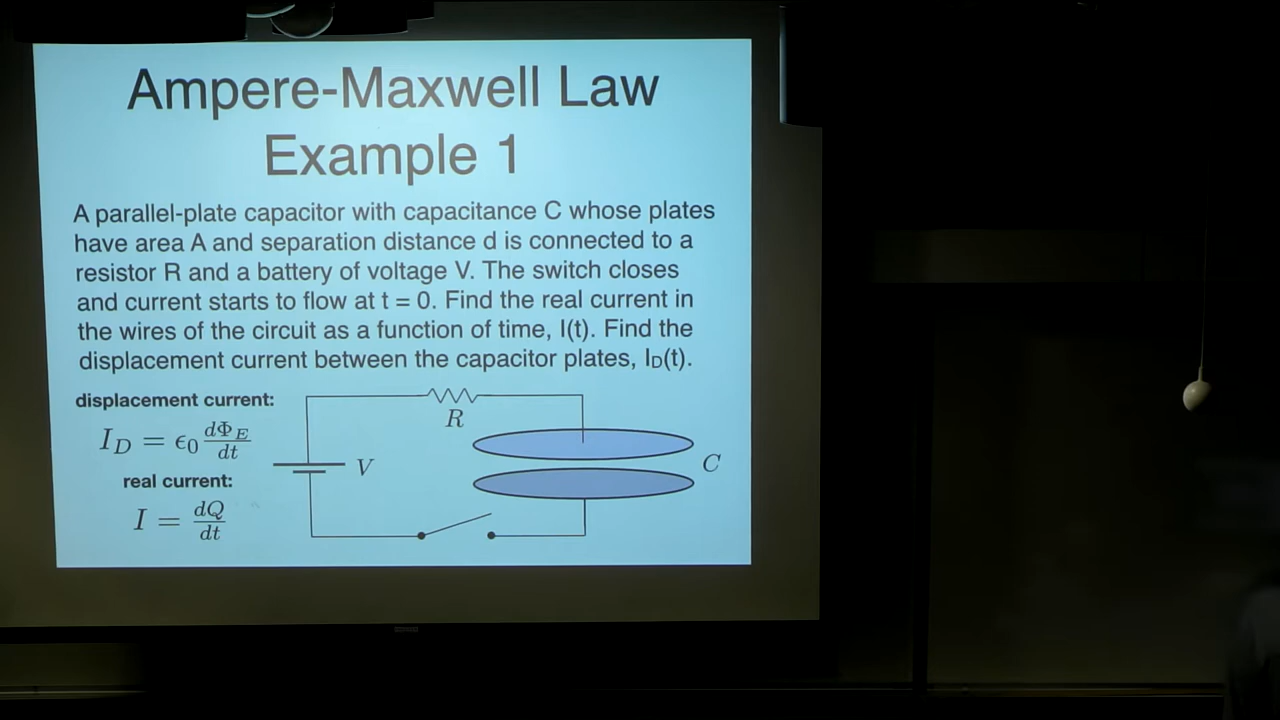 Ampere-Maxwell Law
Example 1
A parallel-plate capacitor with capacitance C whose plates
have area A and separation distance d is connected to a
resistor R and a battery of voltage V. The switch closes
and current starts to flow at t = 0. Find the real current in
the wires of the circuit as a function of time, I(t). Find the
displacement current between the capacitor plates, I_D(t).
displacement current:
I_D = ϵ_0 dΦ_E/dt
real current:
I = dQ/dt
R
V
C